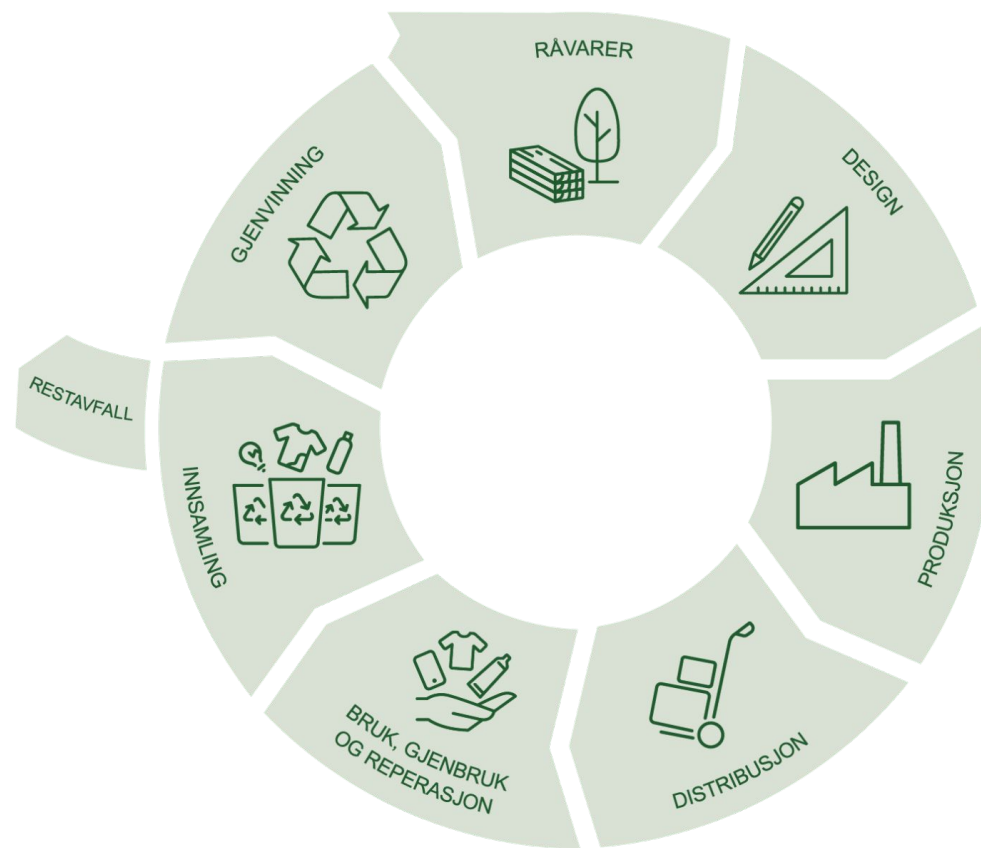 RÅVARER
DESIGN
PRODUKSJON
DISTRIBUSJON
BRUK, GJENBRUK
OG REPERASJON
INNSAMLING
RESTAVFALL
GJENVINNING